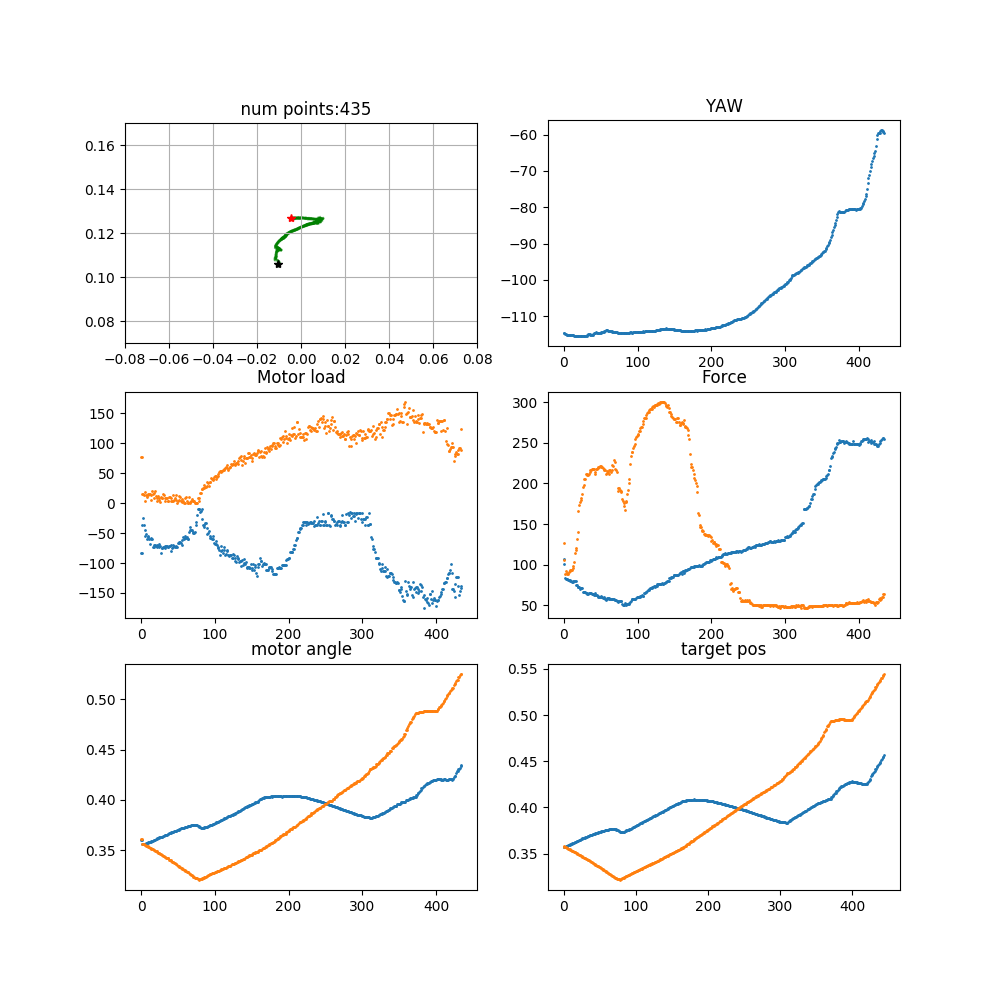 num points:435
0.16
0.14
0.12
0.10
0.08
−0.08 −0.06 −0.04 −0.02 0.00 0.02 0.04 0.06 0.08
YAW
−60
−70
−80
−90
−100
−110
0 100 200 300 400
Motor load
150
100
50
0
−50
−100
−150
0 100 200 300 400
Force
300
250
200
150
100
50
0 100 200 300 400
motor angle
0.50
0.45
0.40
0.35
0 100 200 300 400
target pos
0.55
0.50
0.45
0.40
0.35
0 100 200 300 400